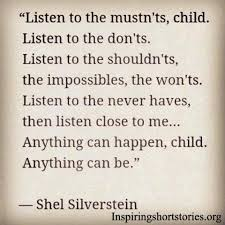 “Listen to the mustn'ts, child.
Listen to the don'ts.
Listen to the shouldn'ts,
the impossibles, the won'ts.
Listen to the never haves,
then listen close to me...
Anything can happen, child.
Anything can be.”
— Shel Silverstein
Inspiringshortstories.org